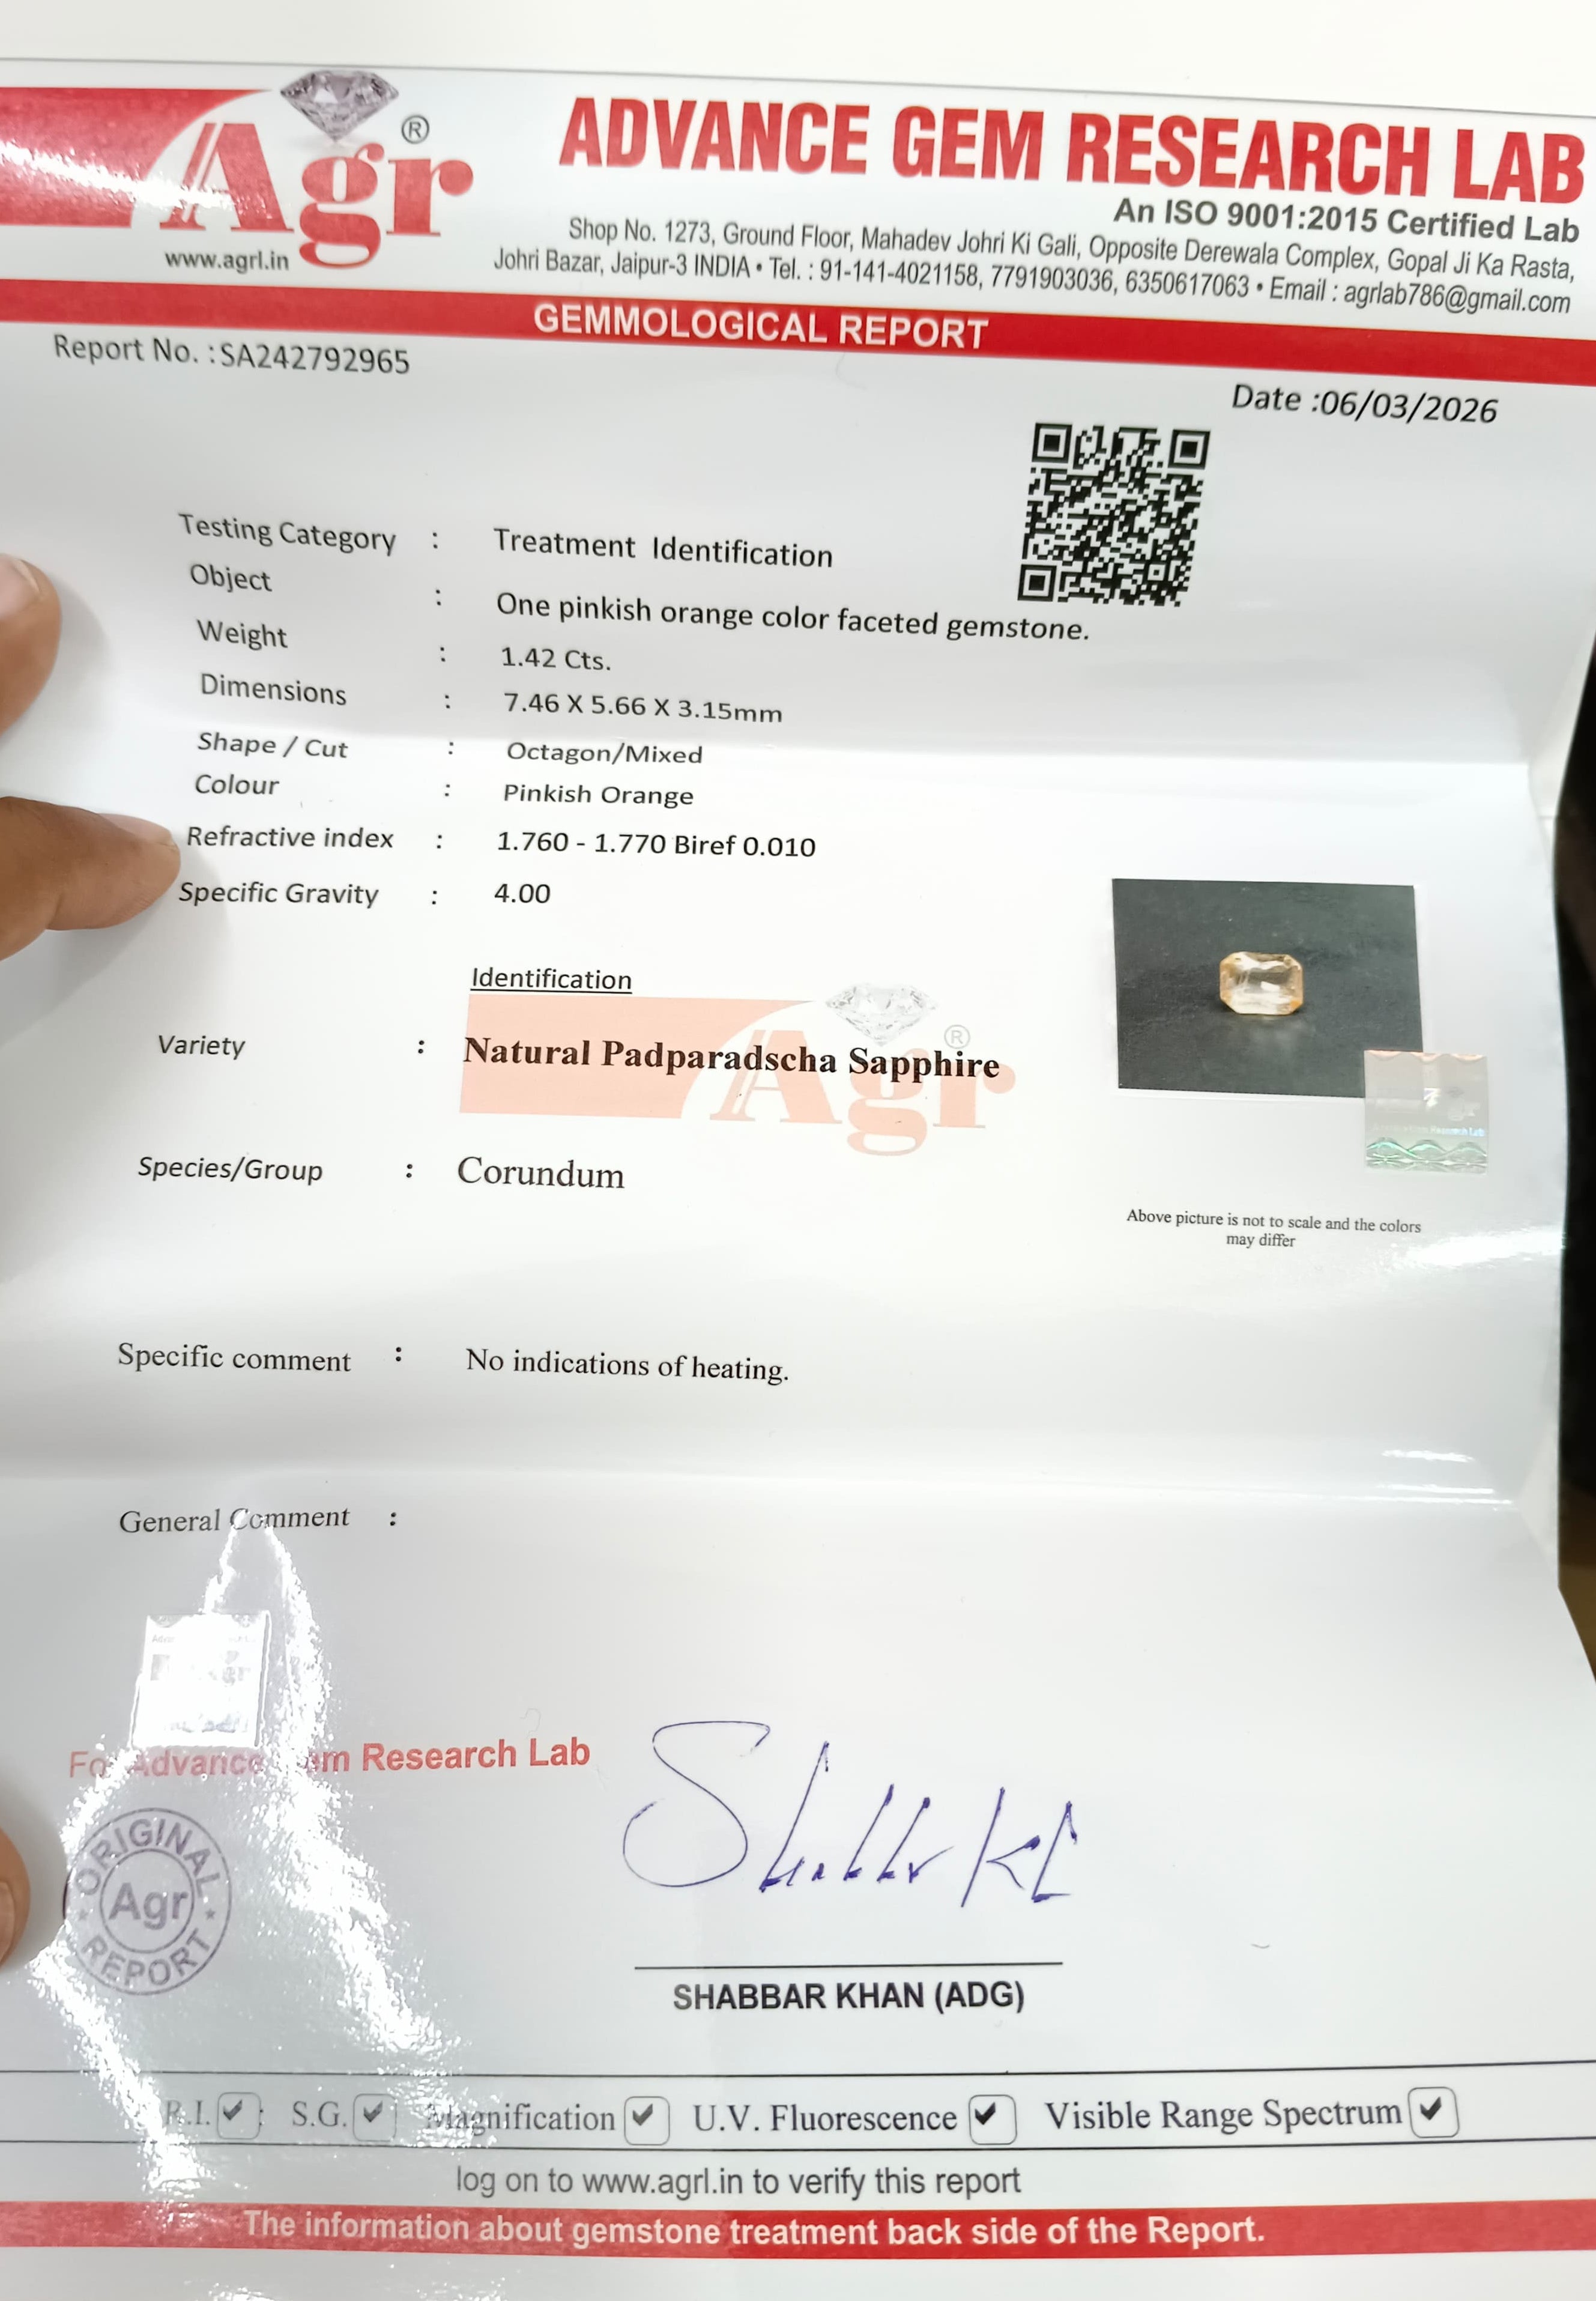 Agr ®
www.agrl.in
ADVANCE GEM RESEARCH LAB
An ISO 9001:2015 Certified Lab
Shop No. 1273, Ground Floor, Mahadev Johri Ki Gali, Opposite Derewala Complex, Gopal Ji Ka Rasta,
Johri Bazar, Jaipur-3 INDIA • Tel. : 91-141-4021158, 7791903036, 6350617063 • Email : agrlab786@gmail.com
GEMMOLOGICAL REPORT
Report No. :SA242792965
Date :06/03/2026
Testing Category : Treatment Identification
Object : One pinkish orange color faceted gemstone.
Weight : 1.42 Cts.
Dimensions : 7.46 X 5.66 X 3.15mm
Shape / Cut : Octagon/Mixed
Colour : Pinkish Orange
Refractive index : 1.760 - 1.770 Biref 0.010
Specific Gravity : 4.00
Identification
Agr ®
Variety : Natural Padparadscha Sapphire
Species/Group : Corundum
Above picture is not to scale and the colors
may differ
Specific comment : No indications of heating.
General Comment :
For Advance Gem Research Lab
ORIGINAL
Agr
REPORT
SHABBAR KHAN (ADG)
R.I. S.G. Magnification U.V. Fluorescence Visible Range Spectrum
log on to www.agrl.in to verify this report
The information about gemstone treatment back side of the Report.